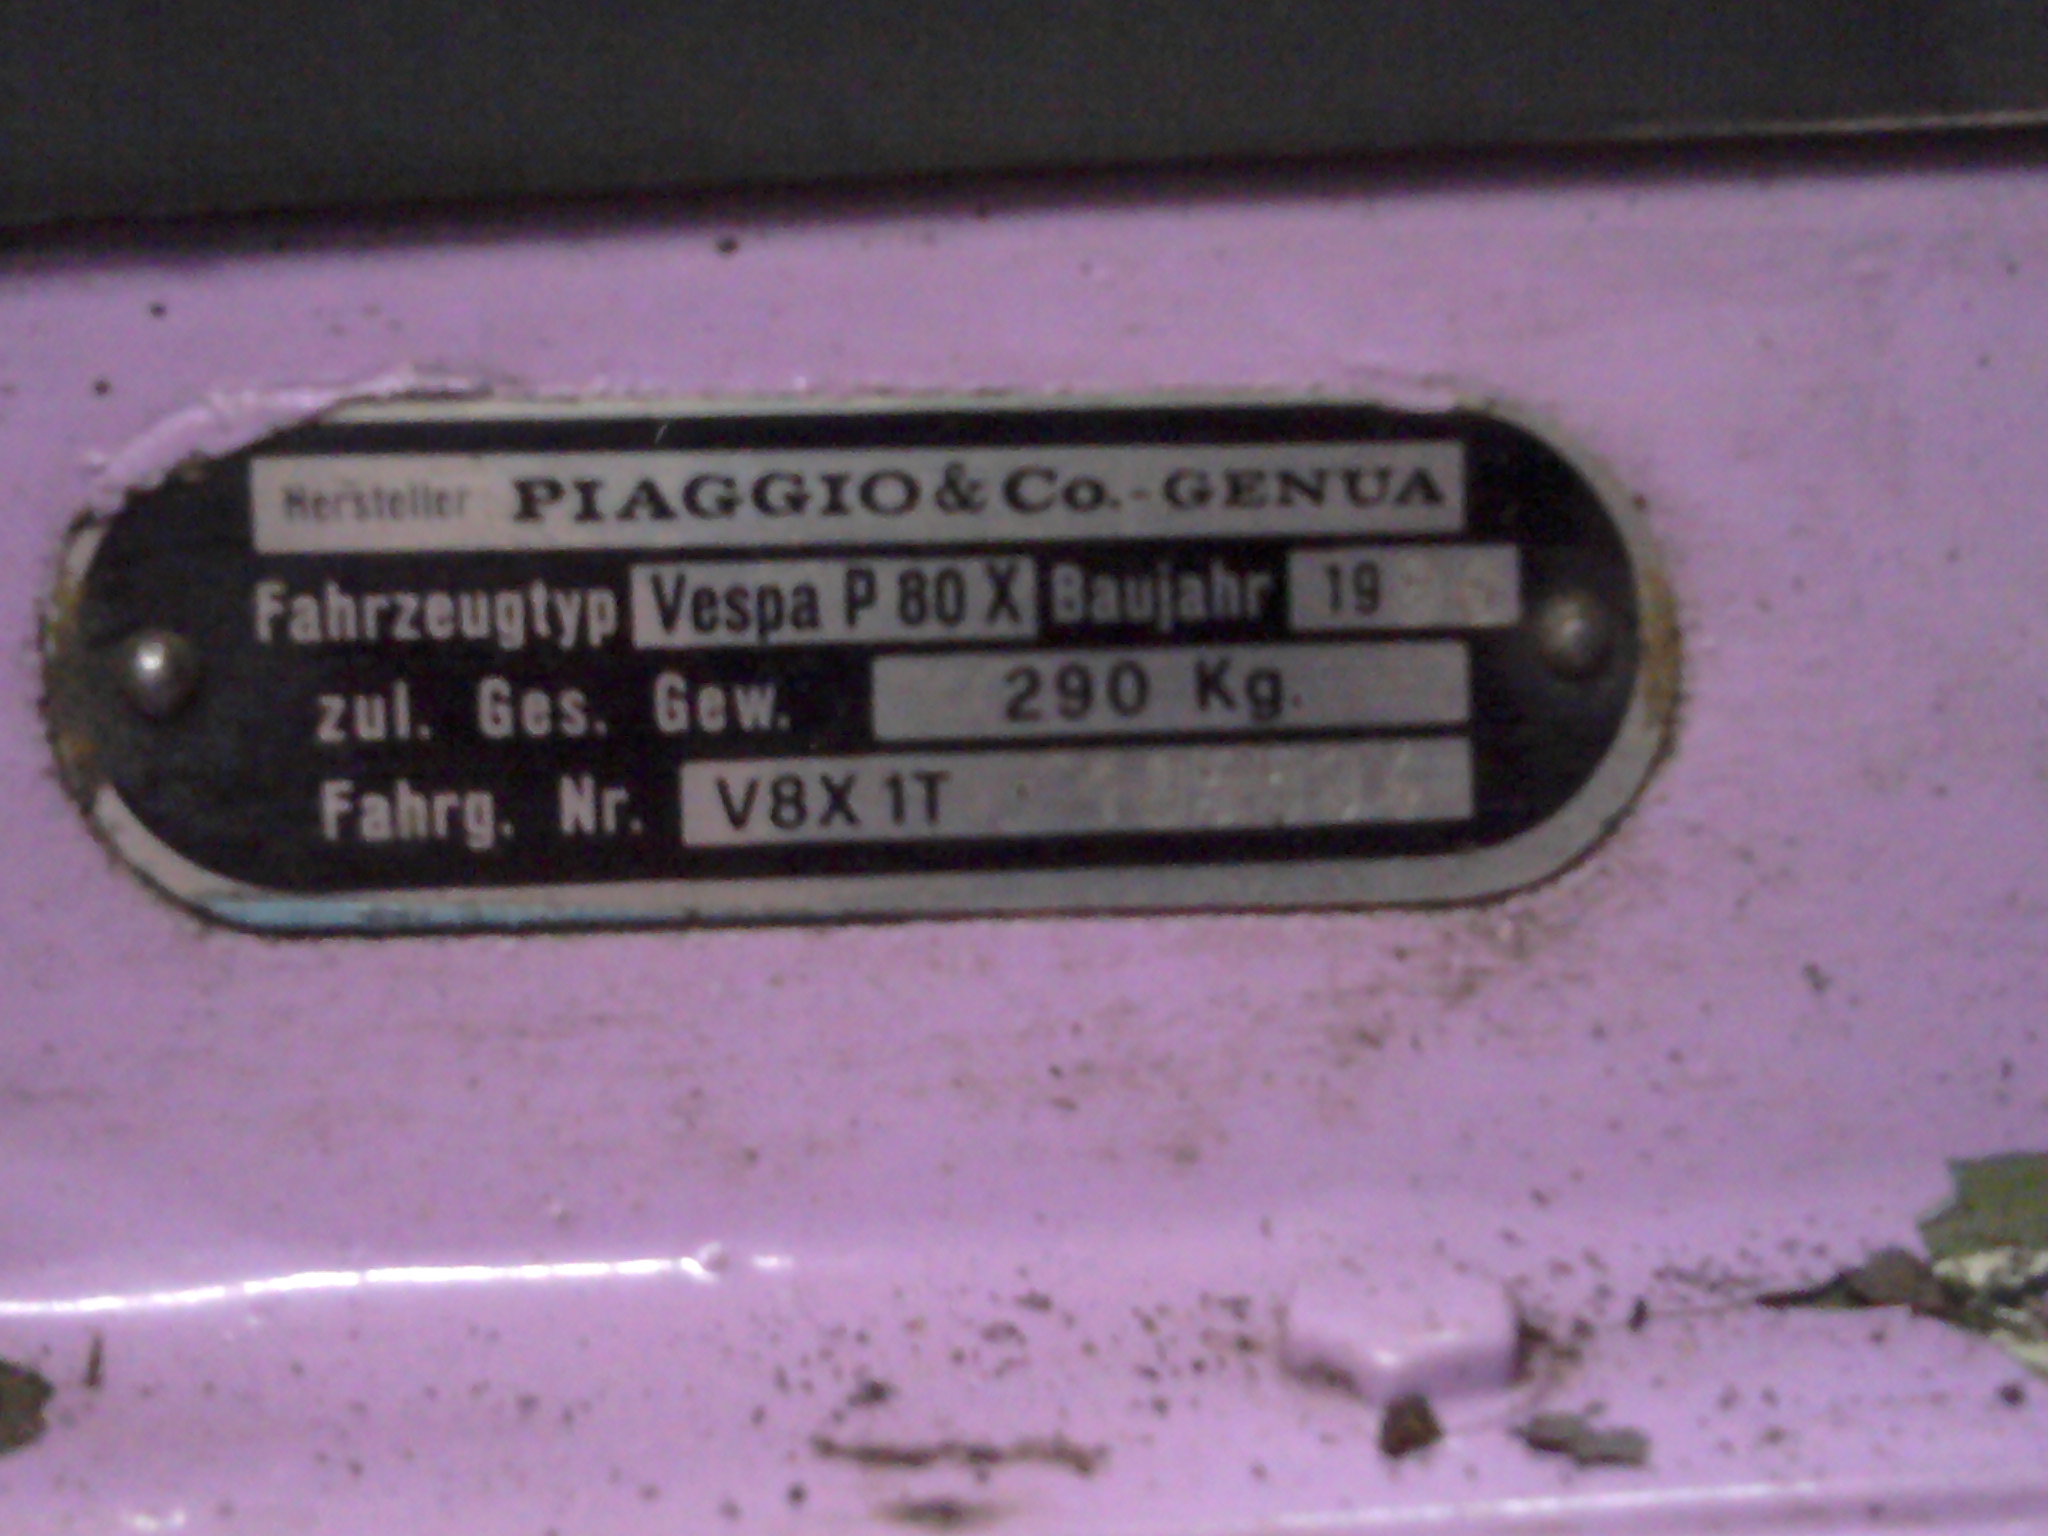 Hersteller PIAGGIO & Co. - GENUA
Fahrzeugtyp Vespa P 80 X Baujahr 19
zul. Ges. Gew. 290 Kg.
Fahrg. Nr. V8X 1T